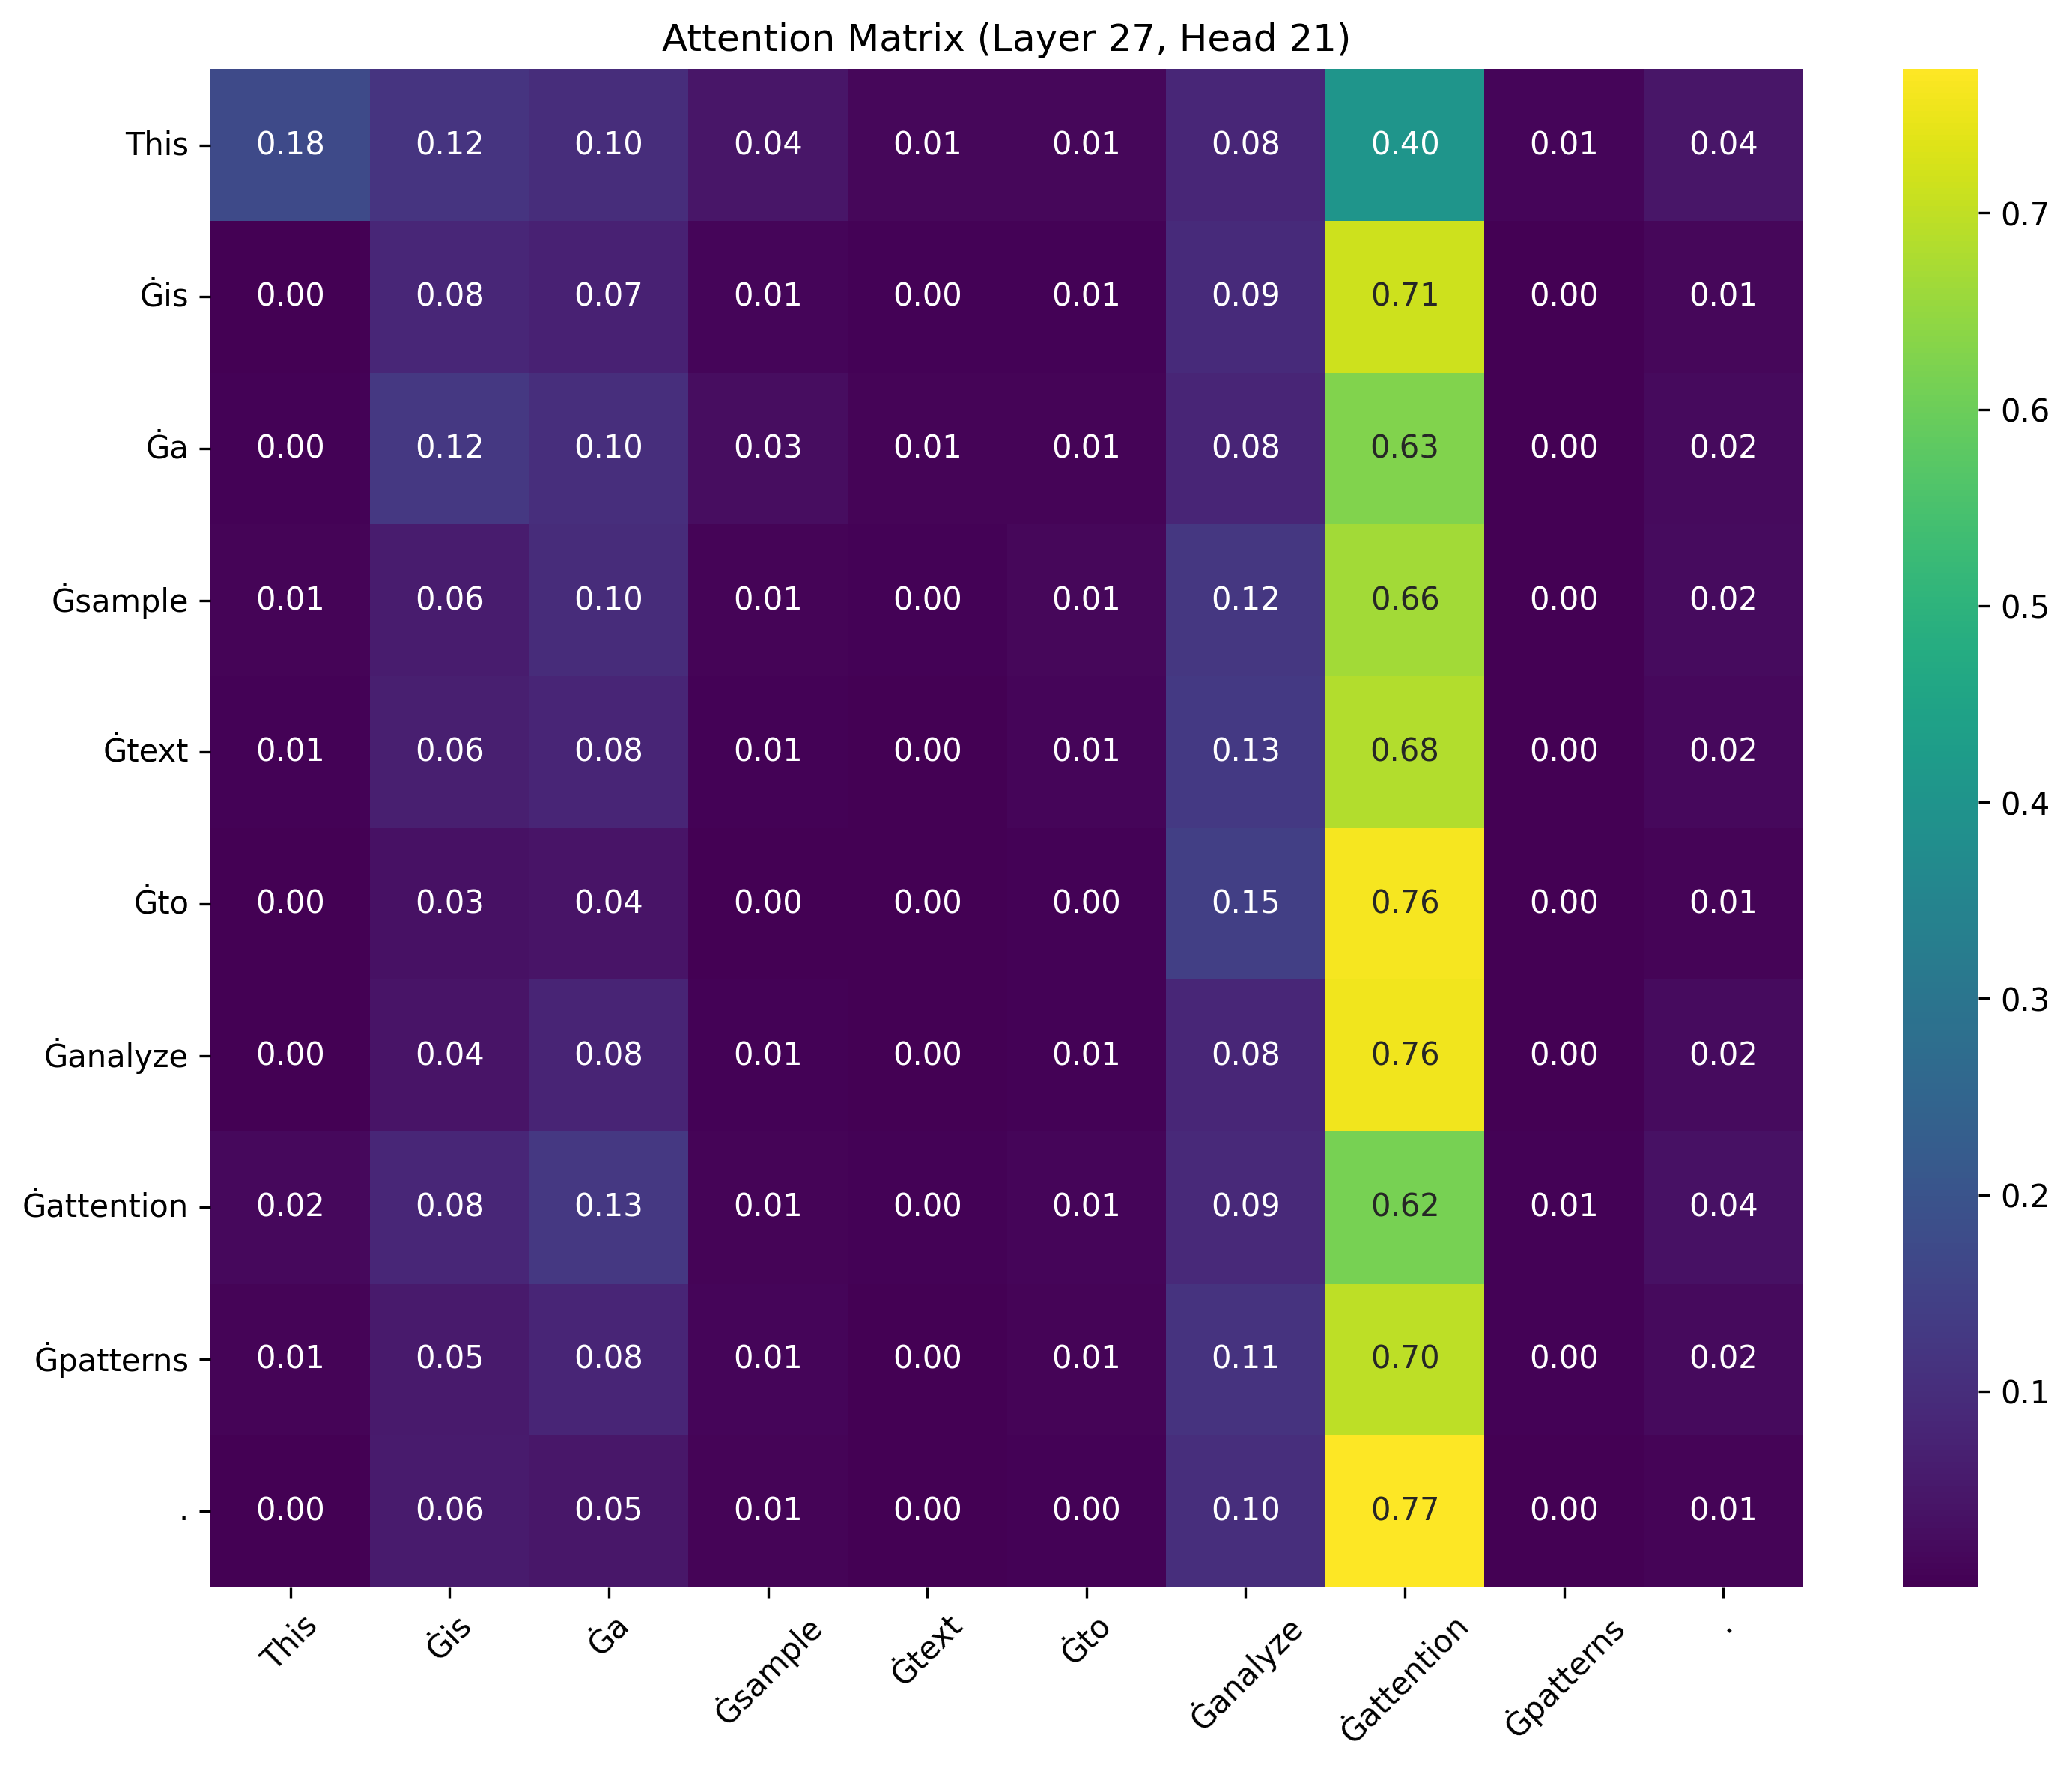 Attention Matrix (Layer 27, Head 21)
This 0.18 0.12 0.10 0.04 0.01 0.01 0.08 0.40 0.01 0.04
Ġis 0.00 0.08 0.07 0.01 0.00 0.01 0.09 0.71 0.00 0.01
Ġa 0.00 0.12 0.10 0.03 0.01 0.01 0.08 0.63 0.00 0.02
Ġsample 0.01 0.06 0.10 0.01 0.00 0.01 0.12 0.66 0.00 0.02
Ġtext 0.01 0.06 0.08 0.01 0.00 0.01 0.13 0.68 0.00 0.02
Ġto 0.00 0.03 0.04 0.00 0.00 0.00 0.15 0.76 0.00 0.01
Ġanalyze 0.00 0.04 0.08 0.01 0.00 0.01 0.08 0.76 0.00 0.02
Ġattention 0.02 0.08 0.13 0.01 0.00 0.01 0.09 0.62 0.01 0.04
Ġpatterns 0.01 0.05 0.08 0.01 0.00 0.01 0.11 0.70 0.00 0.02
. 0.00 0.06 0.05 0.01 0.00 0.00 0.10 0.77 0.00 0.01
This Ġis Ġa Ġsample Ġtext Ġto Ġanalyze Ġattention Ġpatterns .
0.7
0.6
0.5
0.4
0.3
0.2
0.1